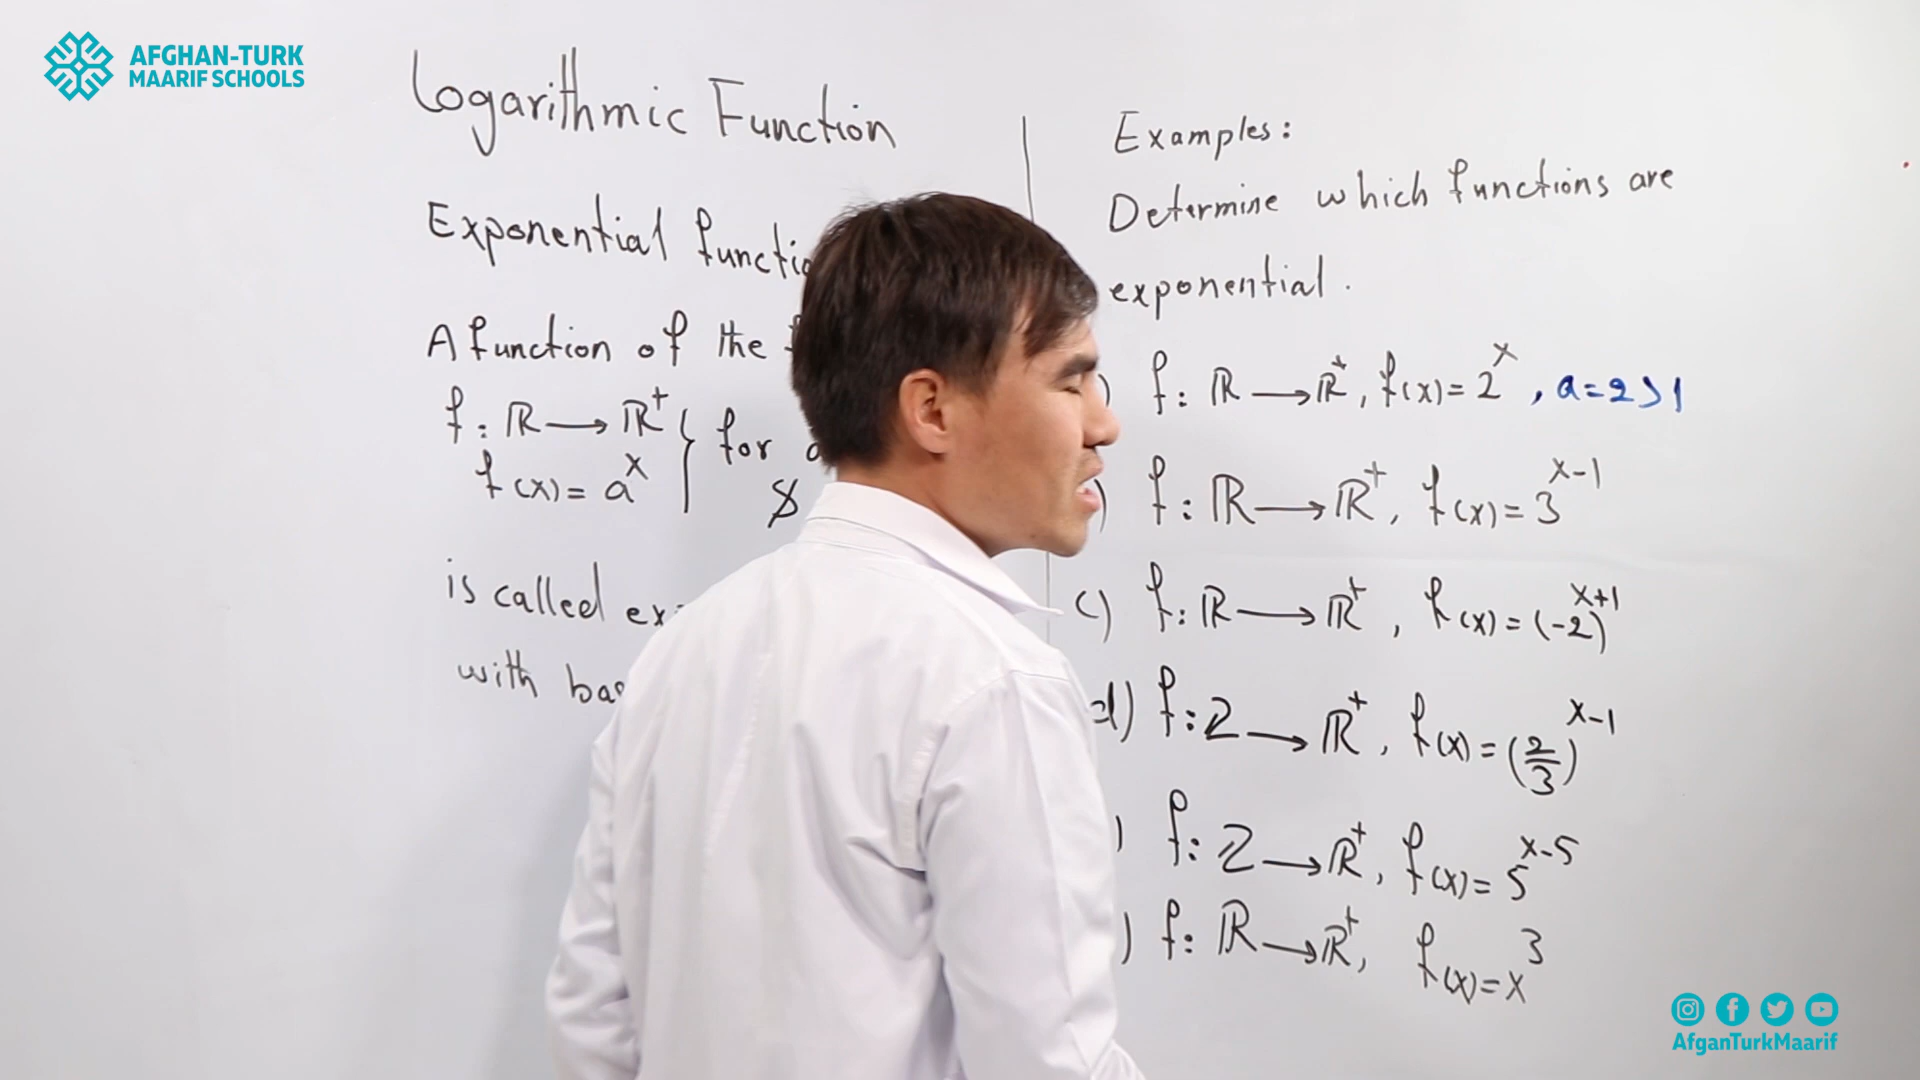 AFGHAN-TURK
MAARIF SCHOOLS
Logarithmic Function
Exponential functio
A function of the
f: ℝ ⟶ ℝ⁺ } for a
f(x) = aˣ
&
is called ex
with bas
Examples:
Determine which functions are
exponential.
) f: ℝ ⟶ ℝ⁺, f(x) = 2ˣ, a=2>1
) f: ℝ ⟶ ℝ⁺, f(x) = 3ˣ⁻¹
c) f: ℝ ⟶ ℝ⁺, f(x) = (-2)ˣ⁺¹
d) f: Z ⟶ ℝ⁺, f(x) = (2/3)ˣ⁻¹
) f: Z ⟶ ℝ⁺, f(x) = 5ˣ⁻⁵
) f: ℝ ⟶ ℝ⁺, f(x) = x³
AfganTurkMaarif